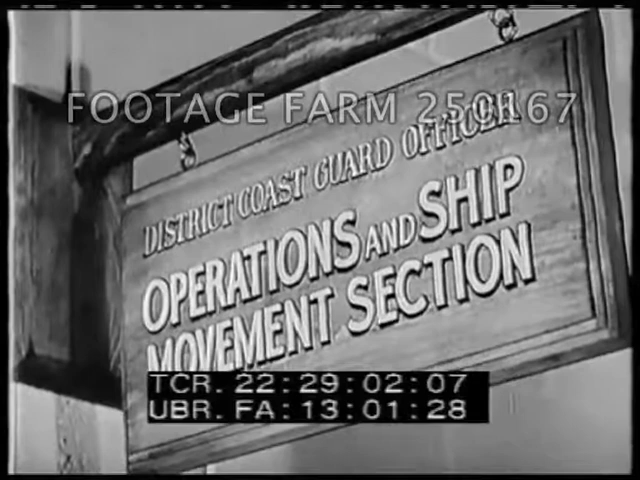 FOOTAGE FARM 250167
DISTRICT COAST GUARD OFFICER
OPERATIONS AND SHIP
MOVEMENT SECTION
TCR. 22:29:02:07
UBR. FA: 13:01:28